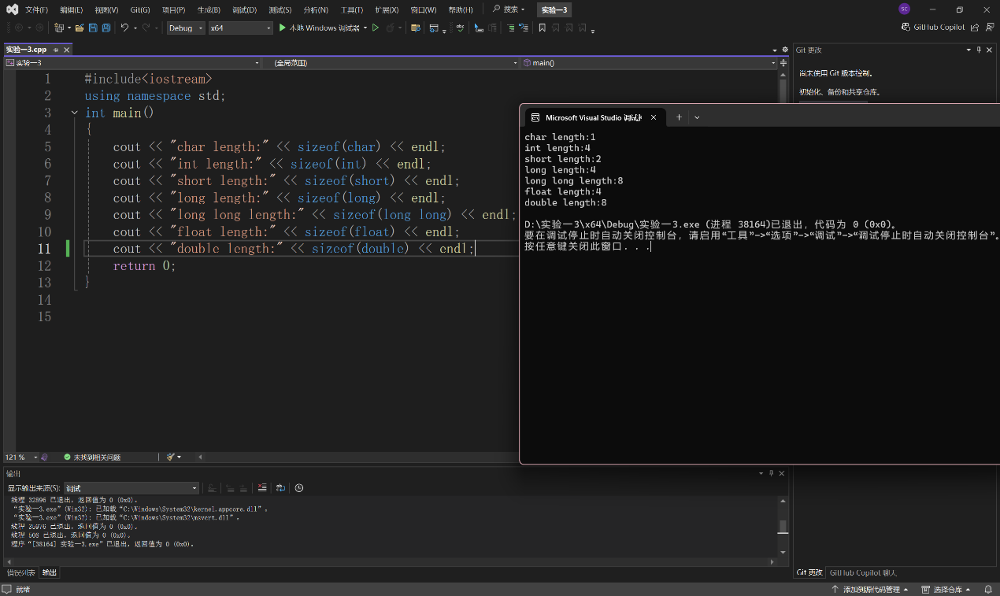 文件(F) 编辑(E) 视图(V) Git(G) 项目(P) 生成(B) 调试(D) 测试(S) 分析(N) 工具(T) 扩展(X) 窗口(W) 帮助(H) 搜索 实验一3 SC
Debug x64 本地 Windows 调试器 GitHub Copilot
实验一3.cpp
实验一3 (全局范围) main()
Git 更改
尚未使用 Git 版本控制。
初始化、备份和共享仓库。
1 #include<iostream>
2 using namespace std;
3 int main()
4 {
5 cout << "char length:" << sizeof(char) << endl;
6 cout << "int length:" << sizeof(int) << endl;
7 cout << "short length:" << sizeof(short) << endl;
8 cout << "long length:" << sizeof(long) << endl;
9 cout << "long long length:" << sizeof(long long) << endl;
10 cout << "float length:" << sizeof(float) << endl;
11 cout << "double length:" << sizeof(double) << endl;
12 return 0;
13 }
14
15
Microsoft Visual Studio 调试
char length:1
int length:4
short length:2
long length:4
long long length:8
float length:4
double length:8
D:\实验一3\x64\Debug\实验一3.exe (进程 38164)已退出，代码为 0 (0x0)。
要在调试停止时自动关闭控制台，请启用“工具”->“选项”->“调试”->“调试停止时自动关闭控制台”。
按任意键关闭此窗口. . .
121 % 未找到相关问题
输出
显示输出来源(S): 调试
线程 32896 已退出，返回值为 0 (0x0)。
“实验一3.exe”(Win32): 已加载“C:\Windows\System32\kernel.appcore.dll”。
“实验一3.exe”(Win32): 已加载“C:\Windows\System32\msvcrt.dll”。
线程 35976 已退出，返回值为 0 (0x0)。
线程 508 已退出，返回值为 0 (0x0)。
程序“[38164] 实验一3.exe”已退出，返回值为 0 (0x0)。
错误列表 输出
Git 更改 GitHub Copilot 聊天
就绪 添加到源代码管理 选择仓库